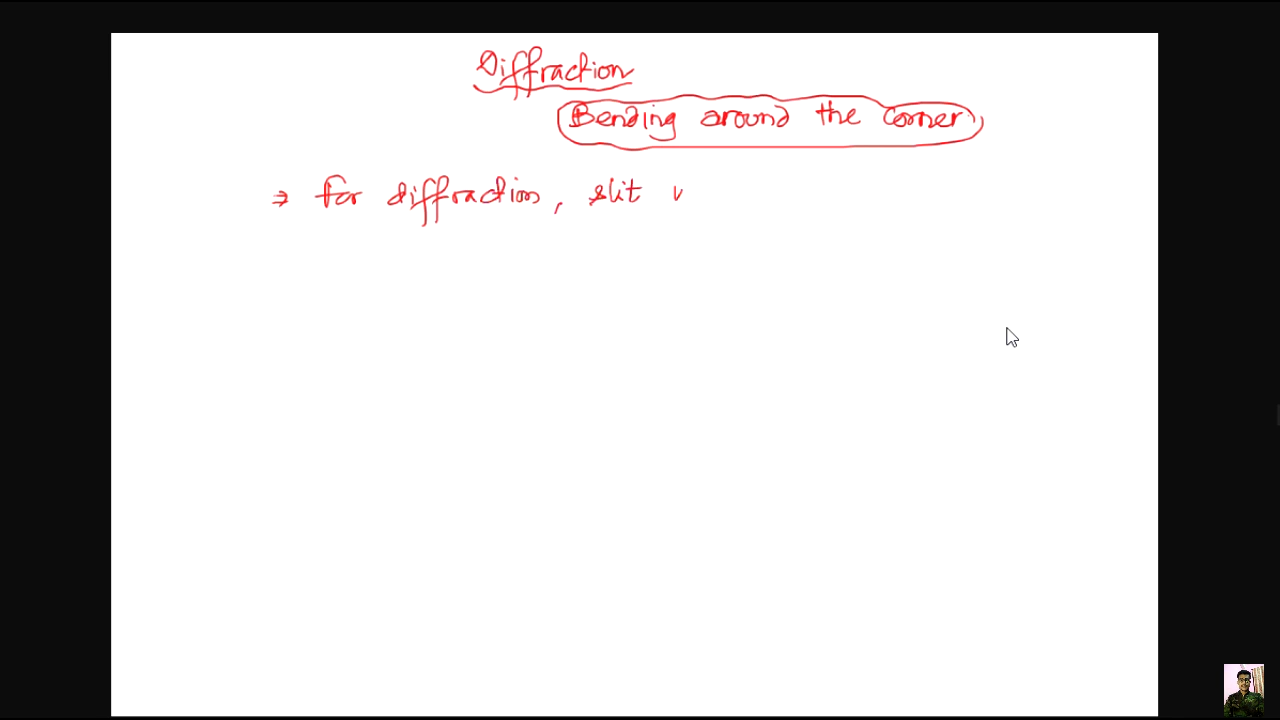 Diffraction
Bending around the corner,
⇒ for diffraction, slit